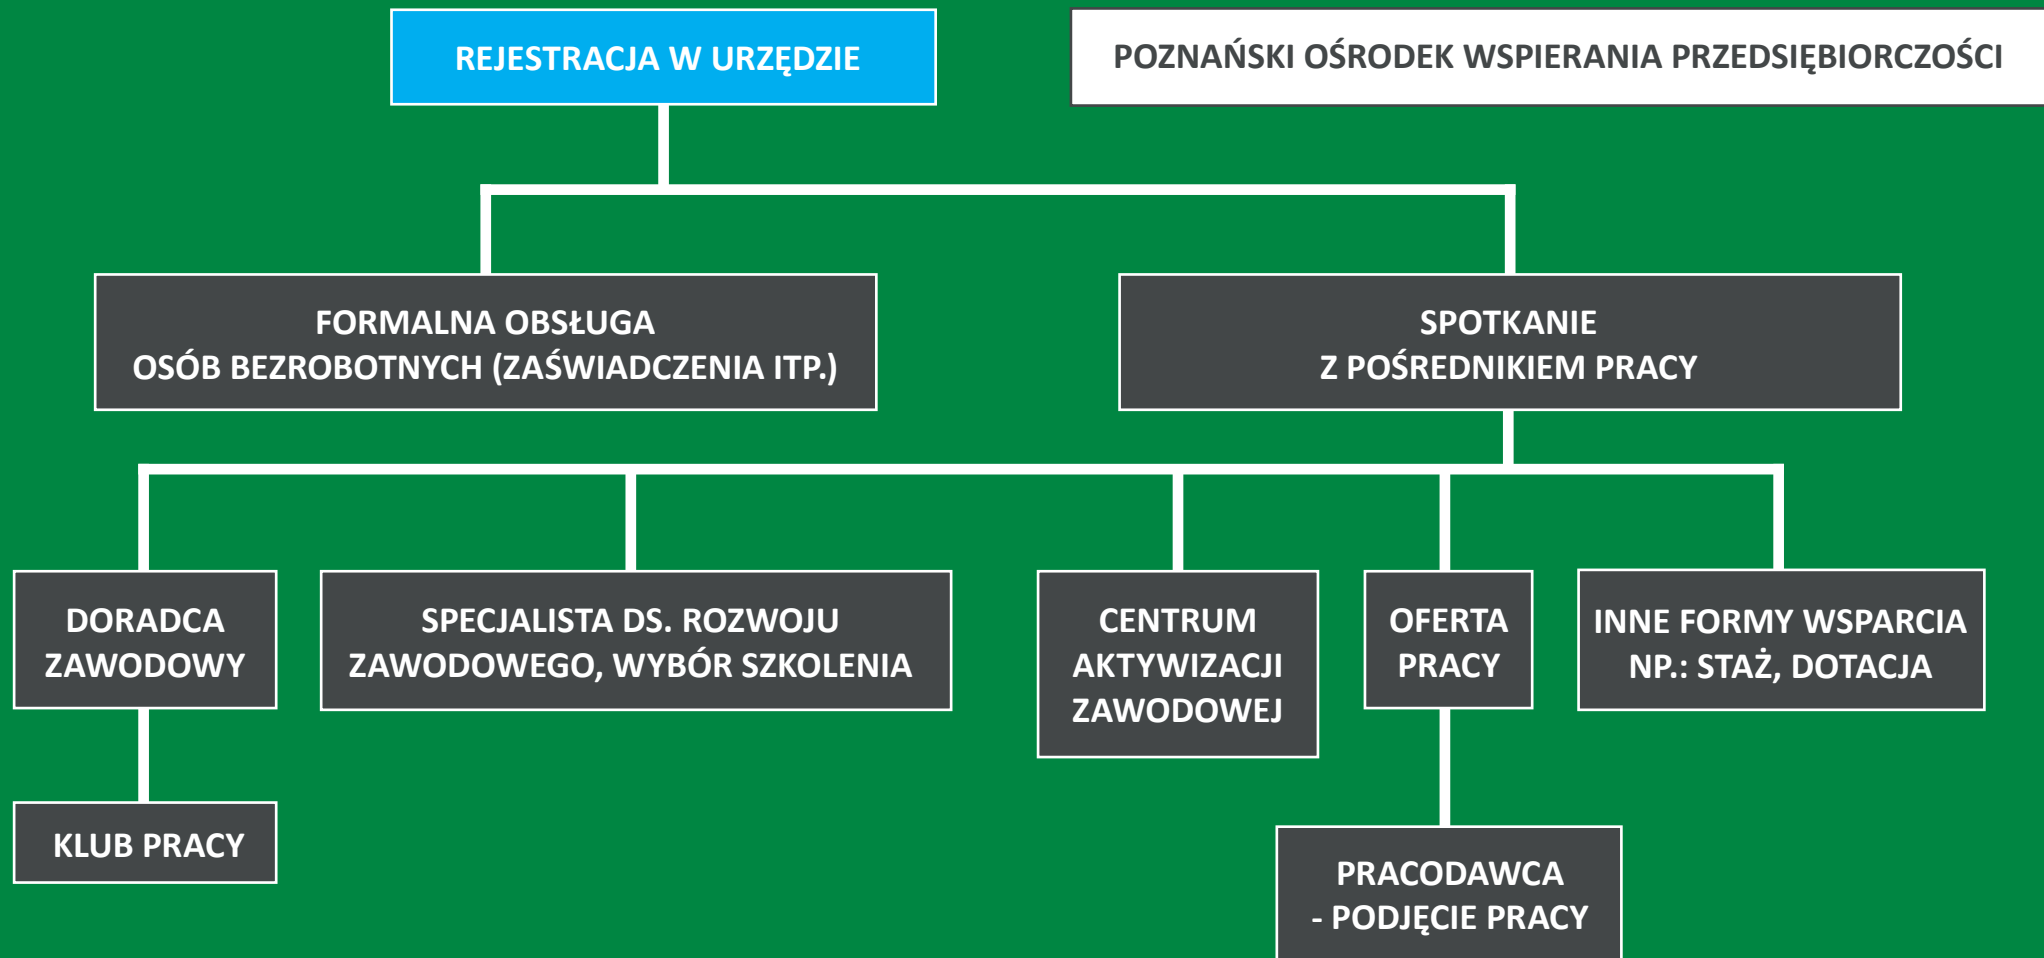 REJESTRACJA W URZĘDZIE
POZNAŃSKI OŚRODEK WSPIERANIA PRZEDSIĘBIORCZOŚCI
FORMALNA OBSŁUGA
OSÓB BEZROBOTNYCH (ZAŚWIADCZENIA ITP.)
SPOTKANIE
Z POŚREDNIKIEM PRACY
DORADCA
ZAWODOWY
SPECJALISTA DS. ROZWOJU
ZAWODOWEGO, WYBÓR SZKOLENIA
CENTRUM
AKTYWIZACJI
ZAWODOWEJ
OFERTA
PRACY
INNE FORMY WSPARCIA
NP.: STAŻ, DOTACJA
KLUB PRACY
PRACODAWCA
- PODJĘCIE PRACY